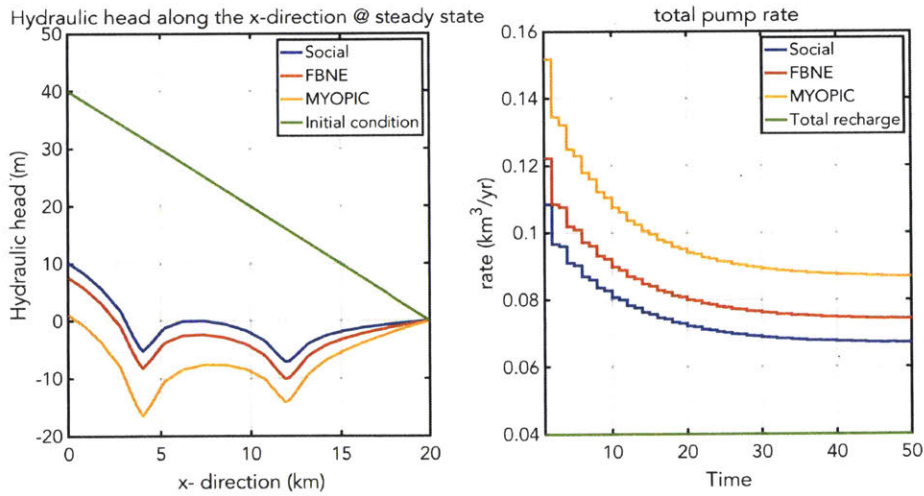 Hydraulic head along the x-direction @ steady state
50
40
30
20
10
0
-10
-20
Hydraulic head (m)
Social
FBNE
MYOPIC
Initial condition
0
5
10
15
20
x- direction (km)
total pump rate
0.16
0.14
0.12
0.1
0.08
0.06
0.04
rate (km³/yr)
Social
FBNE
MYOPIC
Total recharge
10
20
30
40
50
Time